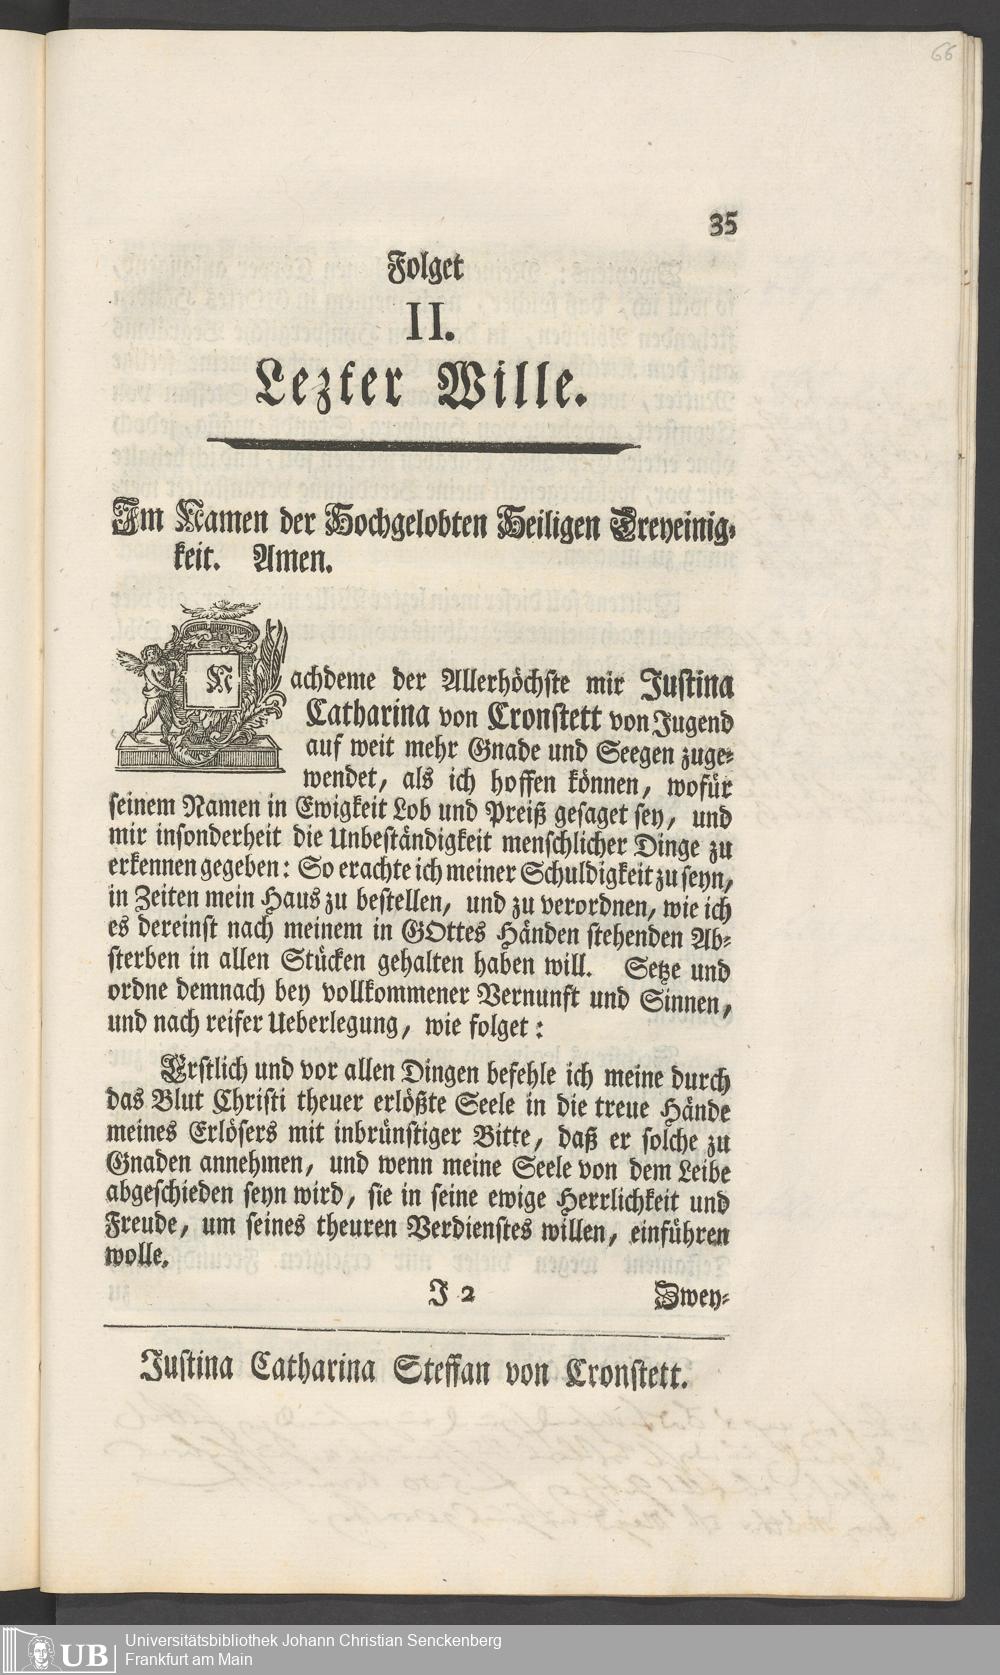 66
35
Folget
II.
Lezter Wille.
Im Namen der Hochgelobten Heiligen Dreyeinig-
keit. Amen.
Nachdeme der Allerhöchste mir Justina
Catharina von Cronstett von Jugend
auf weit mehr Gnade und Seegen zuge-
wendet, als ich hoffen können, wofür
seinem Namen in Ewigkeit Lob und Preiß gesaget sey, und
mir insonderheit die Unbeständigkeit menschlicher Dinge zu
erkennen gegeben: So erachte ich meiner Schuldigkeit zu seyn,
in Zeiten mein Haus zu bestellen, und zu verordnen, wie ich
es dereinst nach meinem in GOttes Händen stehenden Ab-
sterben in allen Stücken gehalten haben will. Setze und
ordne demnach bey vollkommener Vernunft und Sinnen,
und nach reifer Ueberlegung, wie folget:
Erstlich und vor allen Dingen befehle ich meine durch
das Blut Christi theuer erlößte Seele in die treue Hände
meines Erlösers mit inbrünstiger Bitte, daß er solche zu
Gnaden annehmen, und wenn meine Seele von dem Leibe
abgeschieden seyn wird, sie in seine ewige Herrlichkeit und
Freude, um seines theuren Verdienstes willen, einführen
wolle.
J 2 Zwey-
Justina Catharina Steffan von Cronstett.
UB
Universitätsbibliothek Johann Christian Senckenberg
Frankfurt am Main